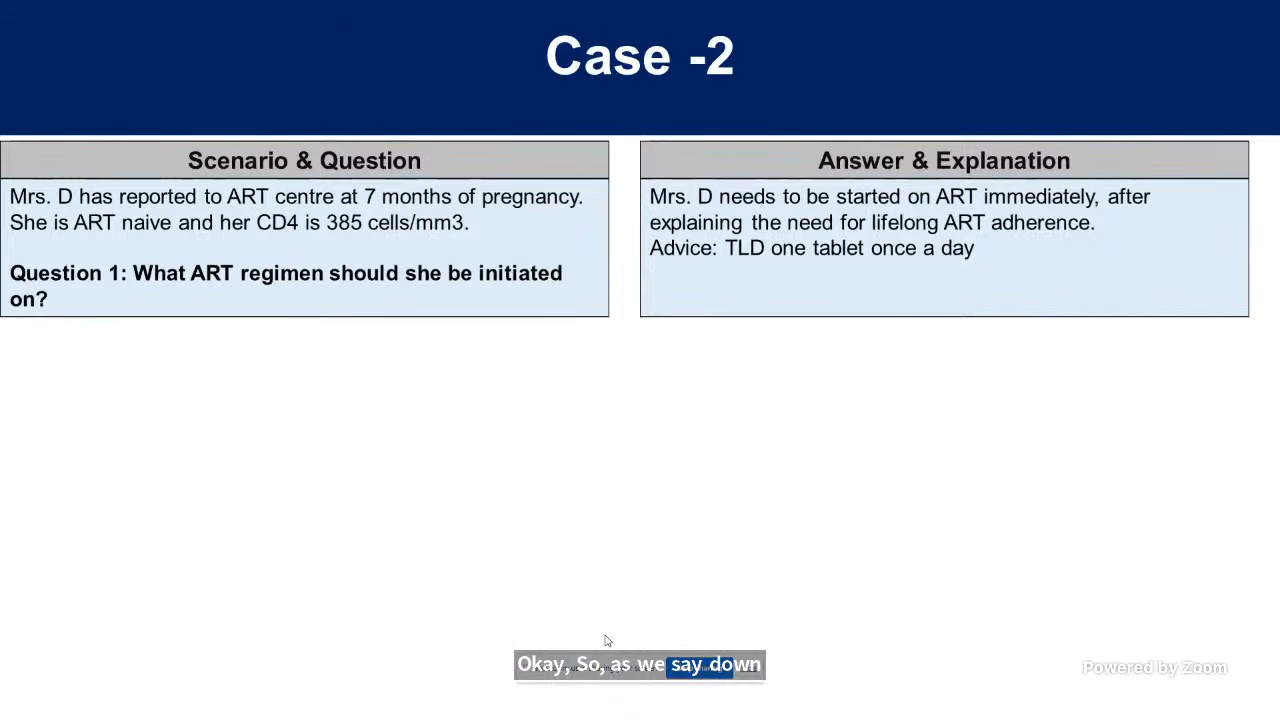 Case -2
Scenario & Question
Mrs. D has reported to ART centre at 7 months of pregnancy.
She is ART naive and her CD4 is 385 cells/mm3.
Question 1: What ART regimen should she be initiated
on?
Answer & Explanation
Mrs. D needs to be started on ART immediately, after
explaining the need for lifelong ART adherence.
Advice: TLD one tablet once a day
Okay, So, as we say down
Powered by Zoom